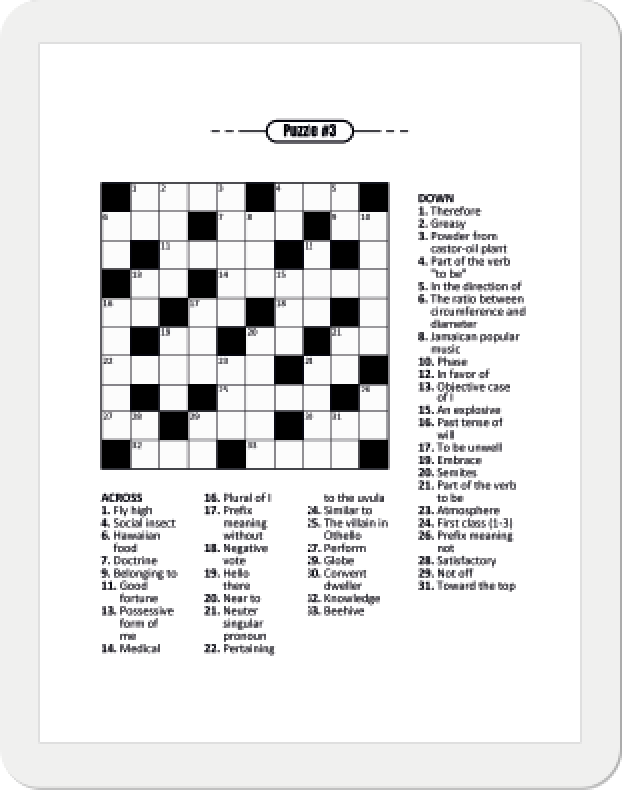 Puzzle #3
1 2 3 4 5
6 7 8 9 10
11 12
13 14 15
16 17 18
19 20 21
22 23 24
25 26
27 28 29 30 31
32 33
ACROSS
1. Fly high
4. Social insect
6. Hawaiian
food
7. Doctrine
9. Belonging to
11. Good
fortune
13. Possessive
form of
me
14. Medical
16. Plural of I
17. Prefix
meaning
without
18. Negative
vote
19. Hello
there
20. Near to
21. Neuter
singular
pronoun
22. Pertaining
to the uvula
24. Similar to
25. The villain in
Othello
27. Perform
29. Globe
30. Convent
dweller
32. Knowledge
33. Beehive
DOWN
1. Therefore
2. Greasy
3. Powder from
castor-oil plant
4. Part of the verb
"to be"
5. In the direction of
6. The ratio between
circumference and
diameter
8. Jamaican popular
music
10. Phase
12. In favor of
13. Objective case
of I
15. An explosive
16. Past tense of
will
17. To be unwell
19. Embrace
20. Semites
21. Part of the verb
to be
23. Atmosphere
24. First class (1-3)
26. Prefix meaning
not
28. Satisfactory
29. Not off
31. Toward the top